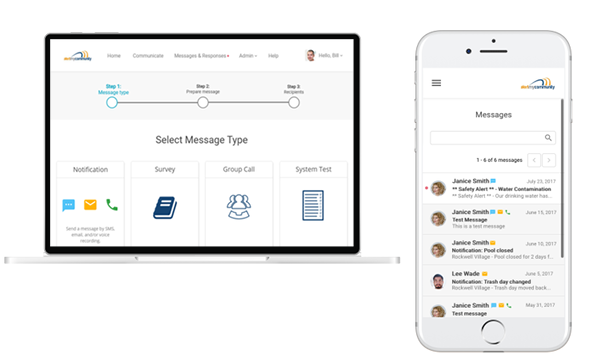 alertmycommunity
Home Communicate Messages & Responses Admin Help Hello, Bill
Step 1: Message type
Step 2: Prepare message
Step 3: Recipients
Select Message Type
Notification
Send a message by SMS, email, and/or voice recording.
Survey
Group Call
System Test
alertmycommunity
Messages
1 - 6 of 6 messages
Janice Smith July 23, 2017
** Safety Alert ** - Water Contamination
** Safety Alert ** - Our drinking water has...
Janice Smith June 15, 2017
Test Message
This is a test message
Janice Smith June 10, 2017
Notification: Pool closed
Rockwell Village - Pool closed for 2 days f...
Lee Wade June 5, 2017
Notification: Trash day changed
Rockwell Village - Trash day moved back...
Janice Smith May 31, 2017
Test message